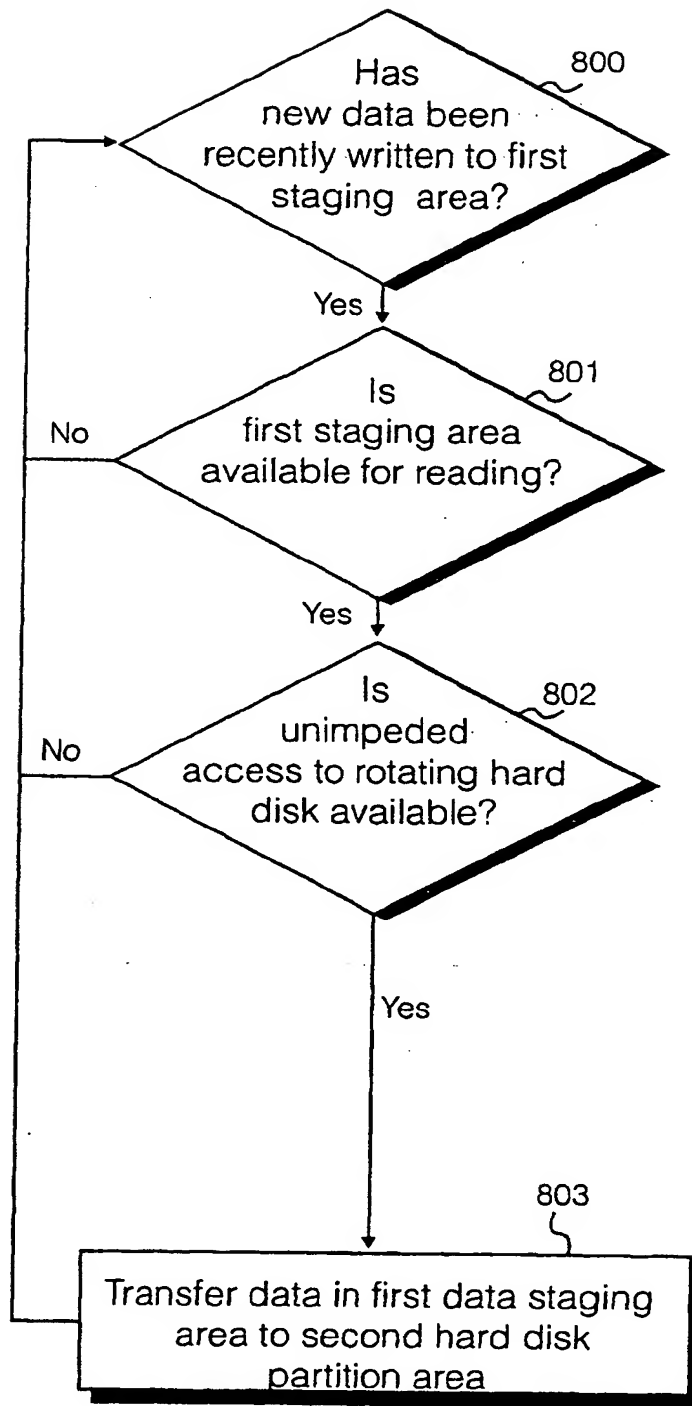 800
Has
new data been
recently written to first
staging area?
Yes
801
Is
first staging area
available for reading?
No
Yes
802
Is
unimpeded
access to rotating hard
disk available?
No
Yes
803
Transfer data in first data staging
area to second hard disk
partition area